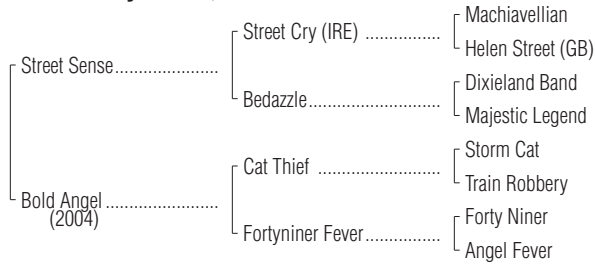 Machiavellian
Street Cry (IRE) ................
Helen Street (GB)
Street Sense......................
Dixieland Band
Bedazzle............................
Majestic Legend
Storm Cat
Cat Thief ..........................
Train Robbery
Bold Angel ........................
(2004)
Forty Niner
Fortyniner Fever................
Angel Fever